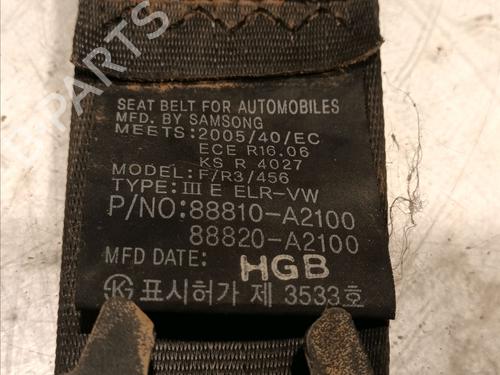 SEAT BELT FOR AUTOMOBILES
MFD. BY SAMSONG
MEETS: 2005/40/EC
ECE R16.06
KS R 4027
MODEL: F/R3/456
TYPE: III E ELR-VW
P/NO: 88810-A2100
88820-A2100
MFD DATE: HGB
표시허가 제 3533호
B-PARTS